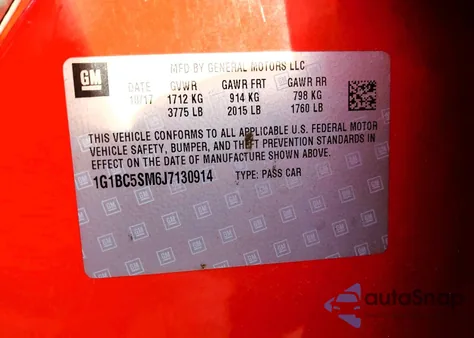 GM
MFD BY GENERAL MOTORS LLC
DATE GVWR GAWR FRT GAWR RR
10/17 1712 KG 914 KG 798 KG
3775 LB 2015 LB 1760 LB
THIS VEHICLE CONFORMS TO ALL APPLICABLE U.S. FEDERAL MOTOR
VEHICLE SAFETY, BUMPER, AND THEFT PREVENTION STANDARDS IN
EFFECT ON THE DATE OF MANUFACTURE SHOWN ABOVE.
1G1BC5SM6J7130914 TYPE: PASS CAR
autoSnap